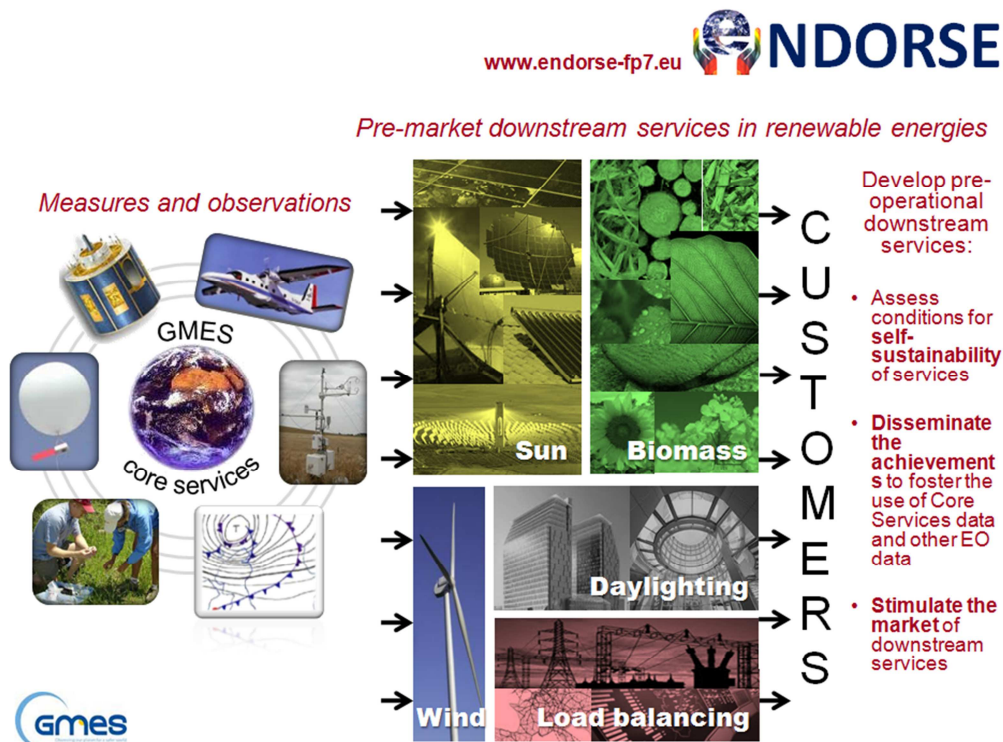 www.endorse-fp7.eu
eNDORSE
Pre-market downstream services in renewable energies
Measures and observations
GMES
core services
Sun
Biomass
Daylighting
Wind
Load balancing
CUSTOMERS
Develop pre-
operational
downstream
services:
• Assess
conditions for
self-
sustainability
of services
• Disseminate
the
achievement
s to foster the
use of Core
Services data
and other EO
data
• Stimulate the
market of
downstream
services
GMES